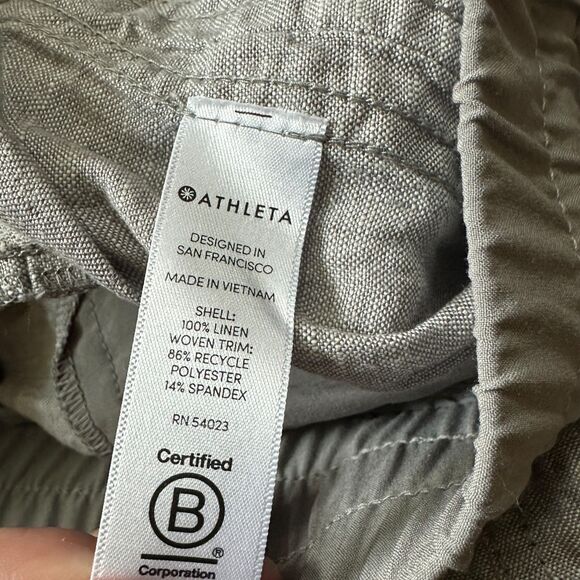 ATHLETA
DESIGNED IN
SAN FRANCISCO
MADE IN VIETNAM
SHELL:
100% LINEN
WOVEN TRIM:
86% RECYCLE
POLYESTER
14% SPANDEX
RN 54023
Certified
B
®
Corporation